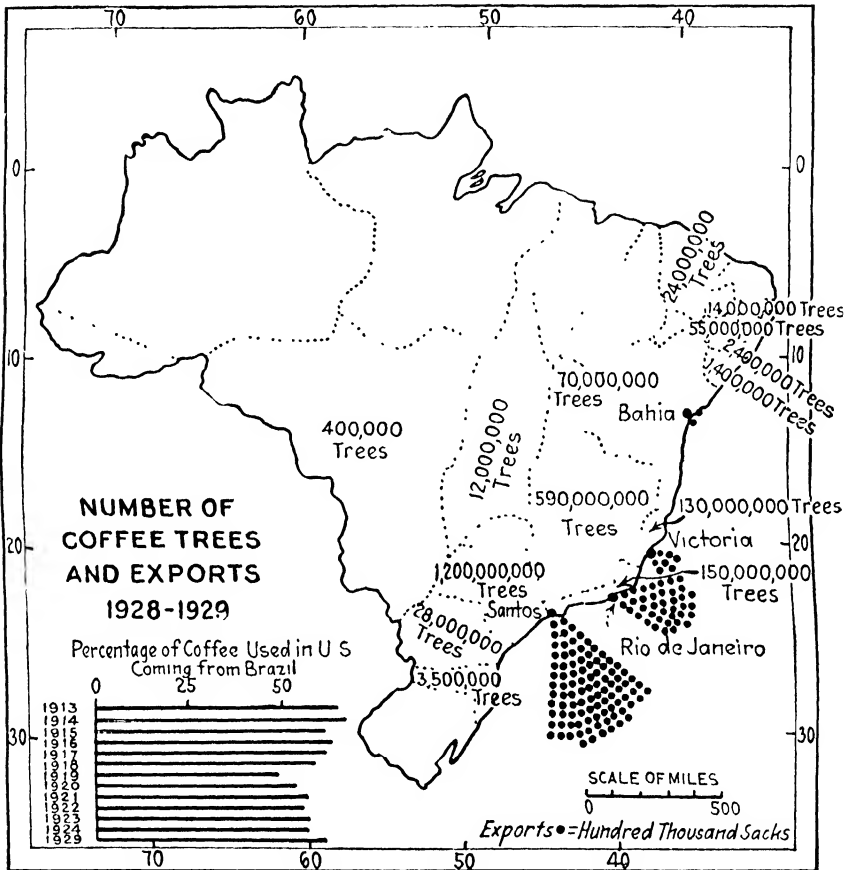 70 60 50 40
0 0
24,000,000
Trees
14,000,000 Trees
55,000,000 Trees
2,400,000 Trees
1,400,000 Trees
10 10
70,000,000
Trees
Bahia
400,000
Trees
12,000,000
Trees
590,000,000
Trees
130,000,000 Trees
Victoria
20 20
150,000,000
Trees
1200,000,000
Trees
Santos
Rio de Janeiro
28,000,000
Trees
3,500,000
Trees
NUMBER OF
COFFEE TREES
AND EXPORTS
1928-1929
Percentage of Coffee Used in U S
Coming from Brazil
0 25 50
1913
1914
1915
1916
1917
1918
1919
1920
1921
1922
1923
1924
1929
30 30
SCALE OF MILES
0 500
Exports ●=Hundred Thousand Sacks
70 60 50 40